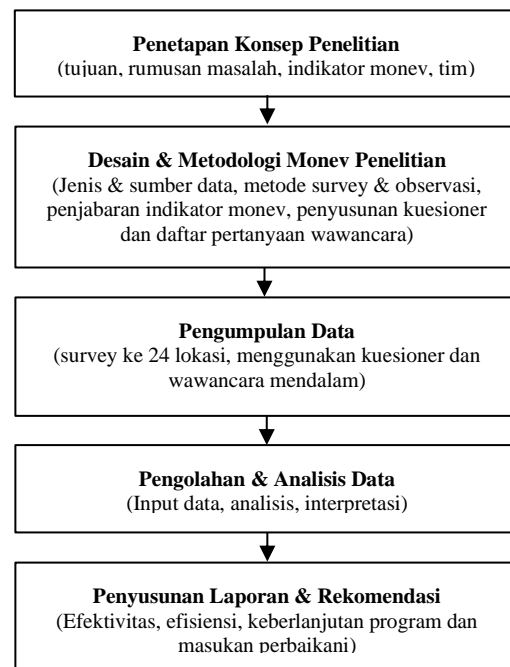 Penetapan Konsep Penelitian
(tujuan, rumusan masalah, indikator monev, tim)
Desain & Metodologi Monev Penelitian
(Jenis & sumber data, metode survey & observasi,
penjabaran indikator monev, penyusunan kuesioner
dan daftar pertanyaan wawancara)
Pengumpulan Data
(survey ke 24 lokasi, menggunakan kuesioner dan
wawancara mendalam)
Pengolahan & Analisis Data
(Input data, analisis, interpretasi)
Penyusunan Laporan & Rekomendasi
(Efektivitas, efisiensi, keberlanjutan program dan
masukan perbaikani)